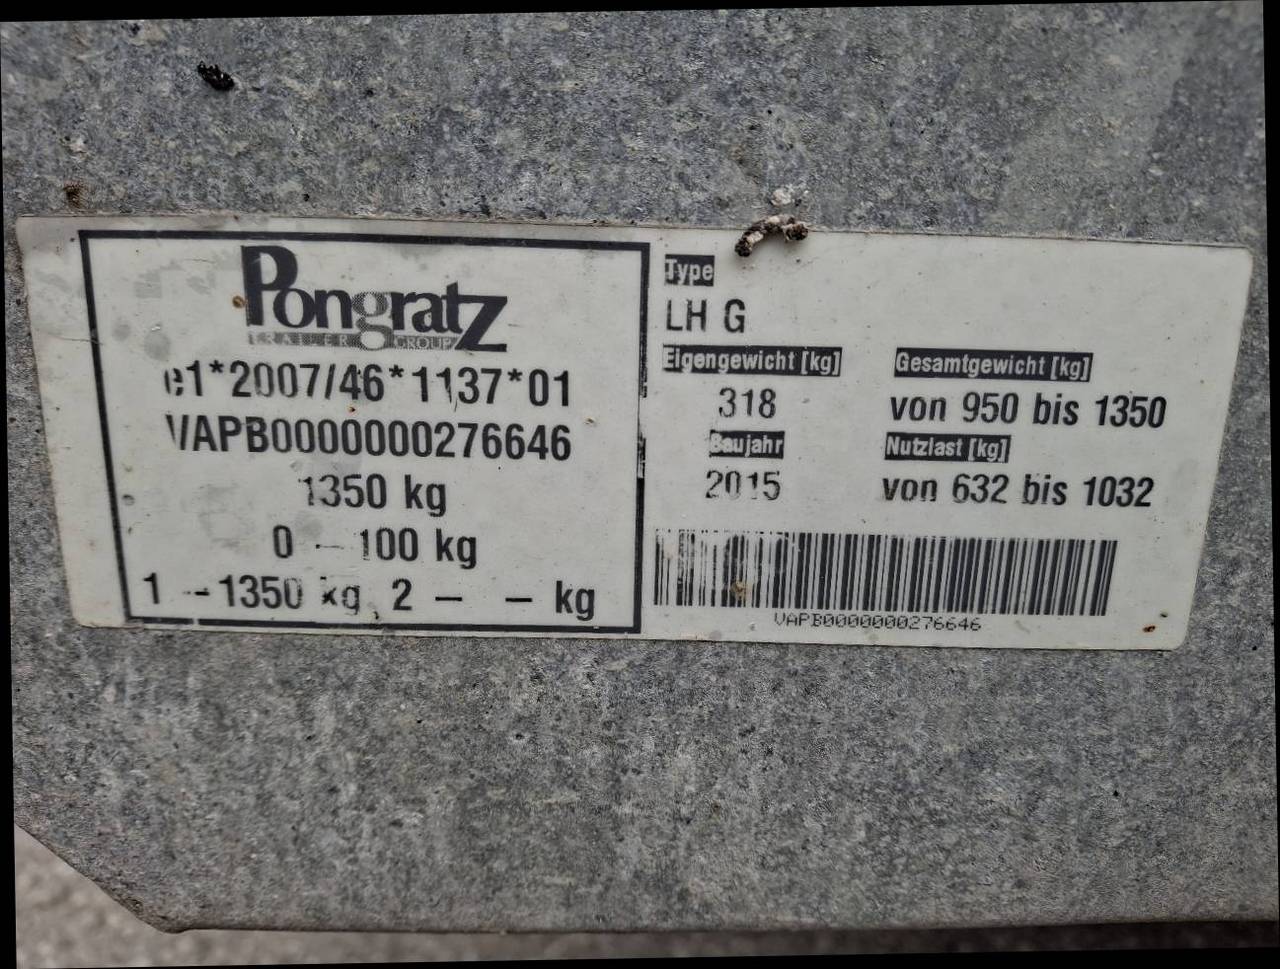 Pongratz
TRAILER GROUP
e1*2007/46*1137*01
VAPB0000000276646
1350 kg
0 - 100 kg
1 - 1350 kg 2 - - kg
Type
LH G
Eigengewicht [kg]
318
Baujahr
2015
Gesamtgewicht [kg]
von 950 bis 1350
Nutzlast [kg]
von 632 bis 1032
VAPB0000000276646